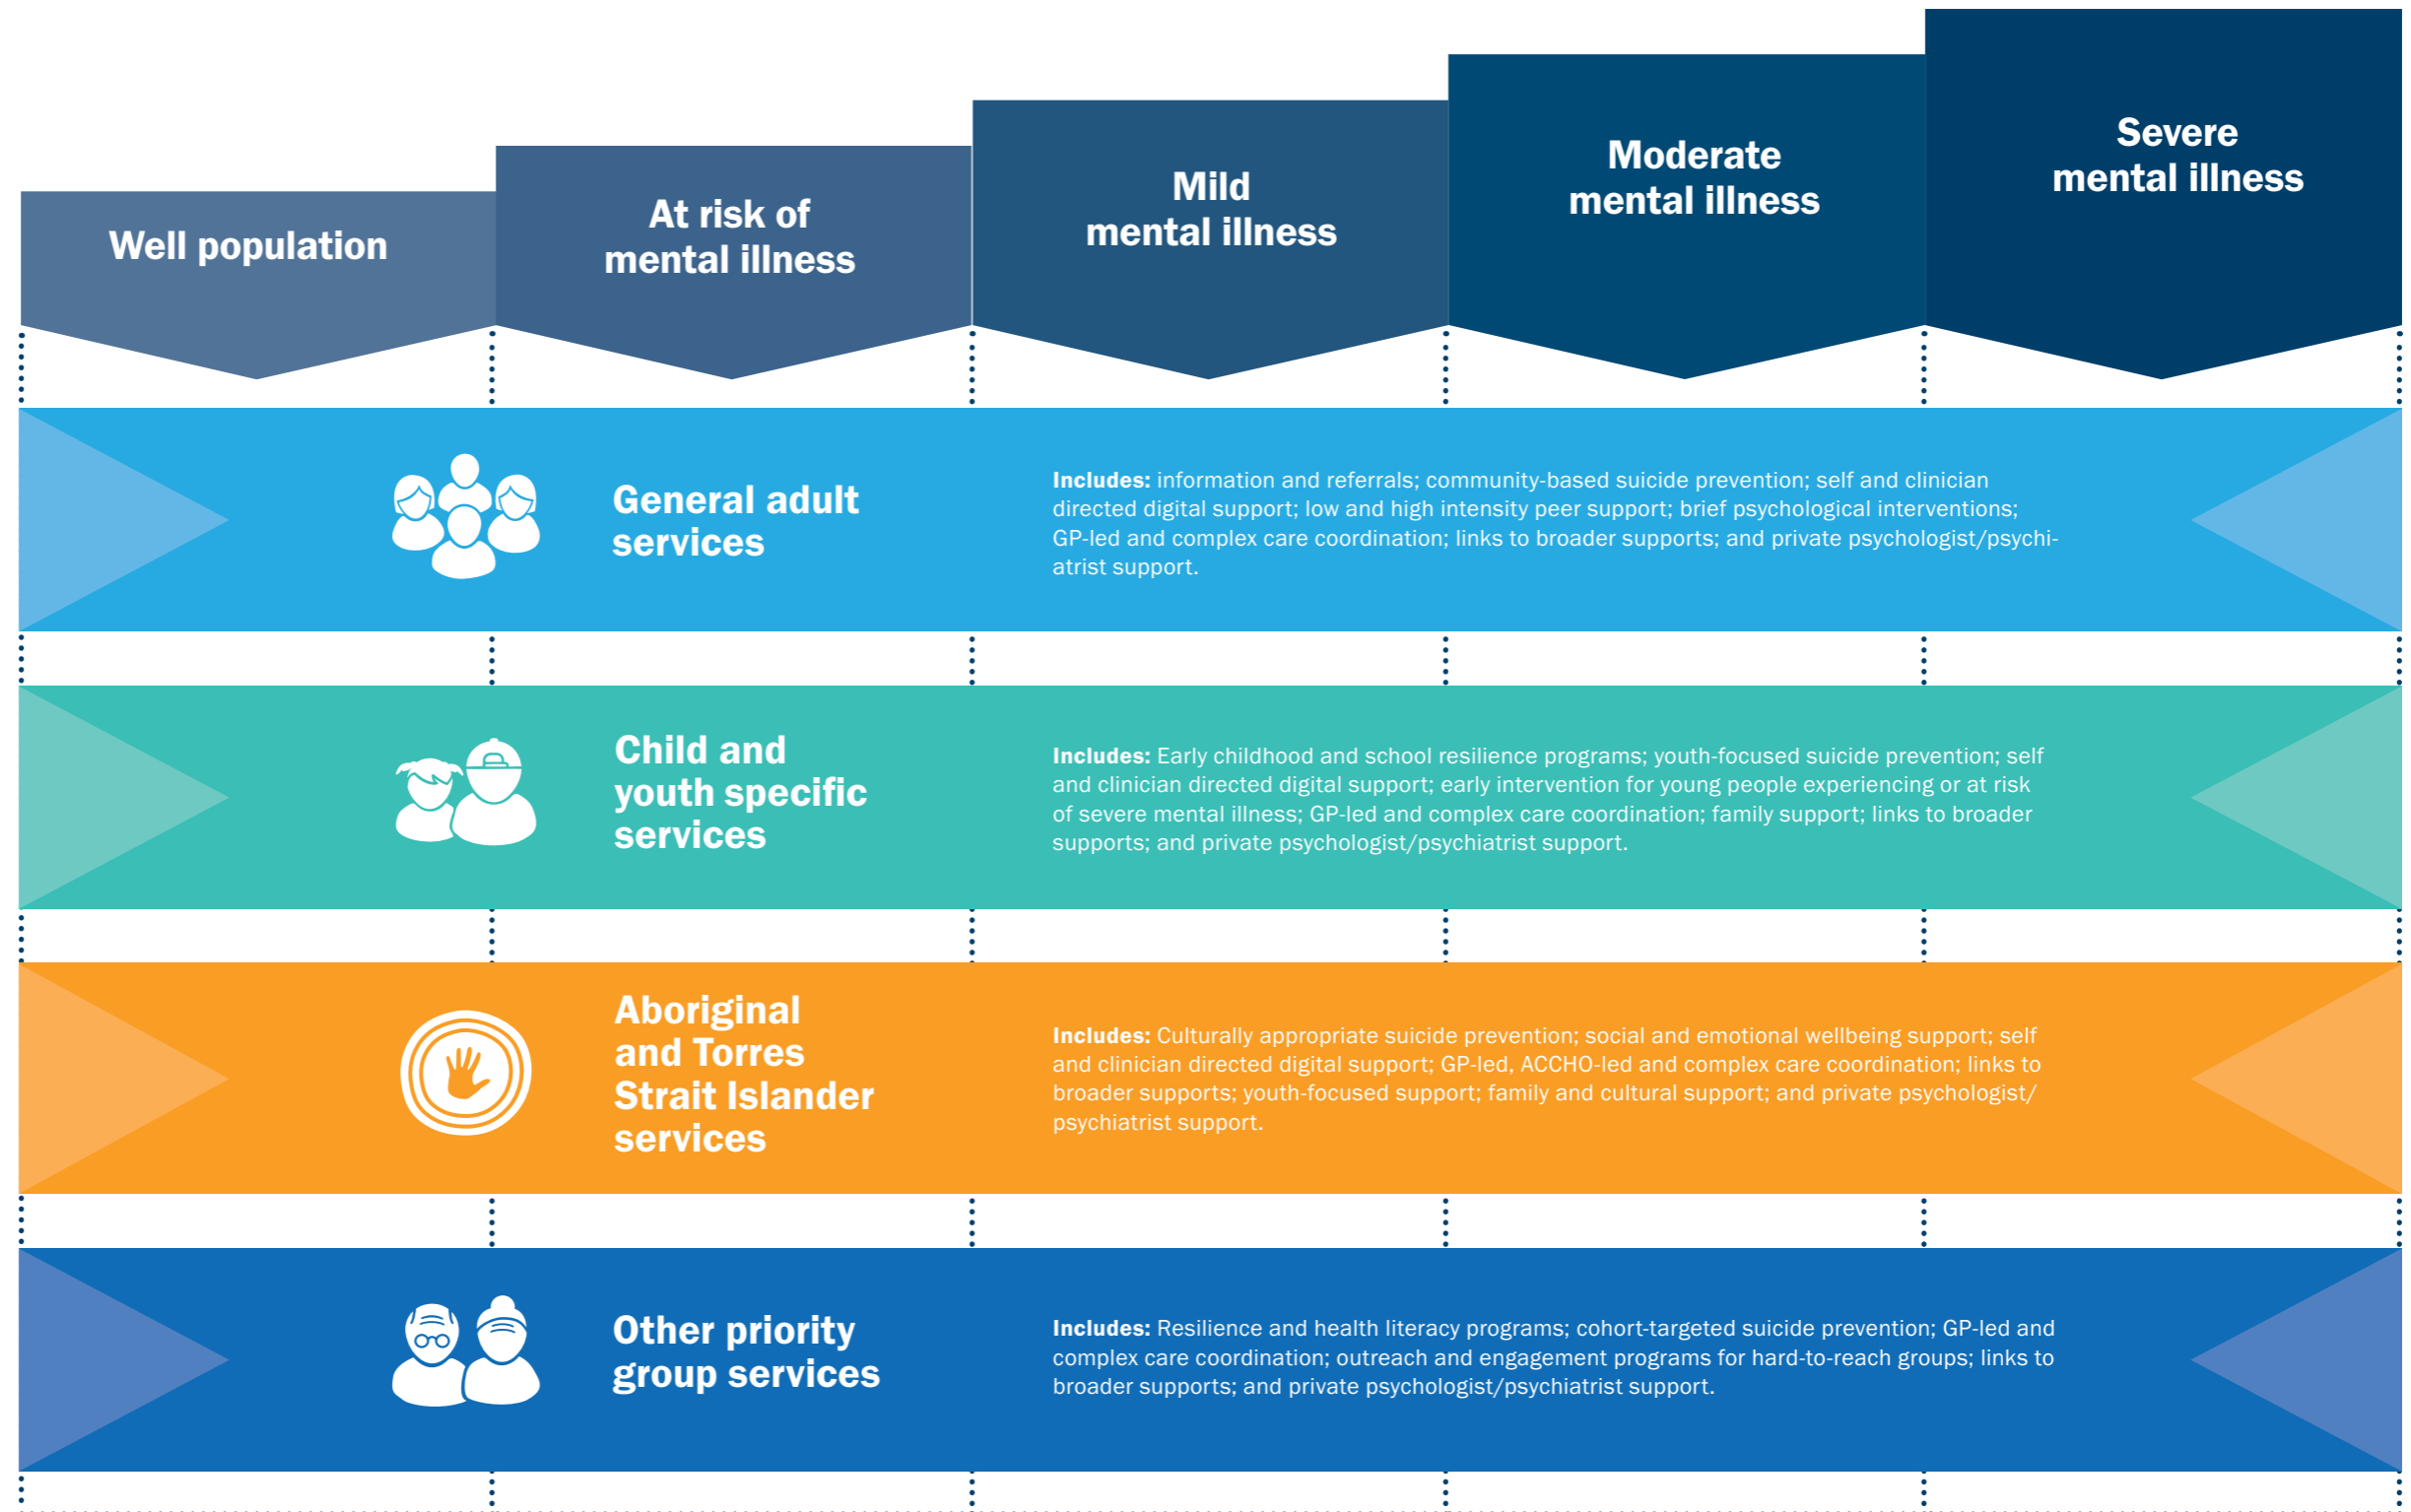 Well population
At risk of
mental illness
Mild
mental illness
Moderate
mental illness
Severe
mental illness
General adult
services
Includes: information and referrals; community-based suicide prevention; self and clinician
directed digital support; low and high intensity peer support; brief psychological interventions;
GP-led and complex care coordination; links to broader supports; and private psychologist/psychi-
atrist support.
Child and
youth specific
services
Includes: Early childhood and school resilience programs; youth-focused suicide prevention; self
and clinician directed digital support; early intervention for young people experiencing or at risk
of severe mental illness; GP-led and complex care coordination; family support; links to broader
supports; and private psychologist/psychiatrist support.
Aboriginal
and Torres
Strait Islander
services
Includes: Culturally appropriate suicide prevention; social and emotional wellbeing support; self
and clinician directed digital support; GP-led, ACCHO-led and complex care coordination; links to
broader supports; youth-focused support; family and cultural support; and private psychologist/
psychiatrist support.
Other priority
group services
Includes: Resilience and health literacy programs; cohort-targeted suicide prevention; GP-led and
complex care coordination; outreach and engagement programs for hard-to-reach groups; links to
broader supports; and private psychologist/psychiatrist support.